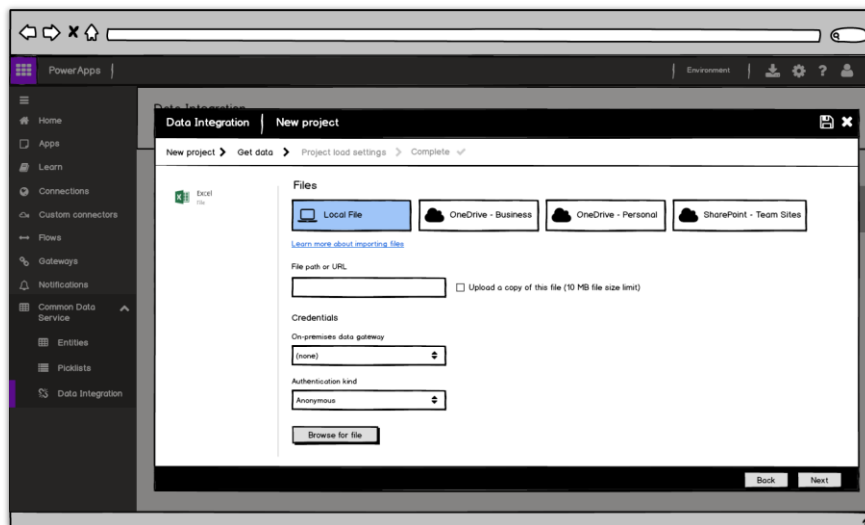 PowerApps
Environment
?
Home
Apps
Learn
Connections
Custom connectors
Flows
Gateways
Notifications
Common Data
Service
Entities
Picklists
Data Integration
Data Integration
Data Integration | New project
New project > Get data > Project load settings > Complete ✓
Excel
File
Files
Local File
OneDrive - Business
OneDrive - Personal
SharePoint - Team Sites
Learn more about importing files
File path or URL
Upload a copy of this file (10 MB file size limit)
Credentials
On-premises data gateway
(none)
Authentication kind
Anonymous
Browse for file
Back
Next